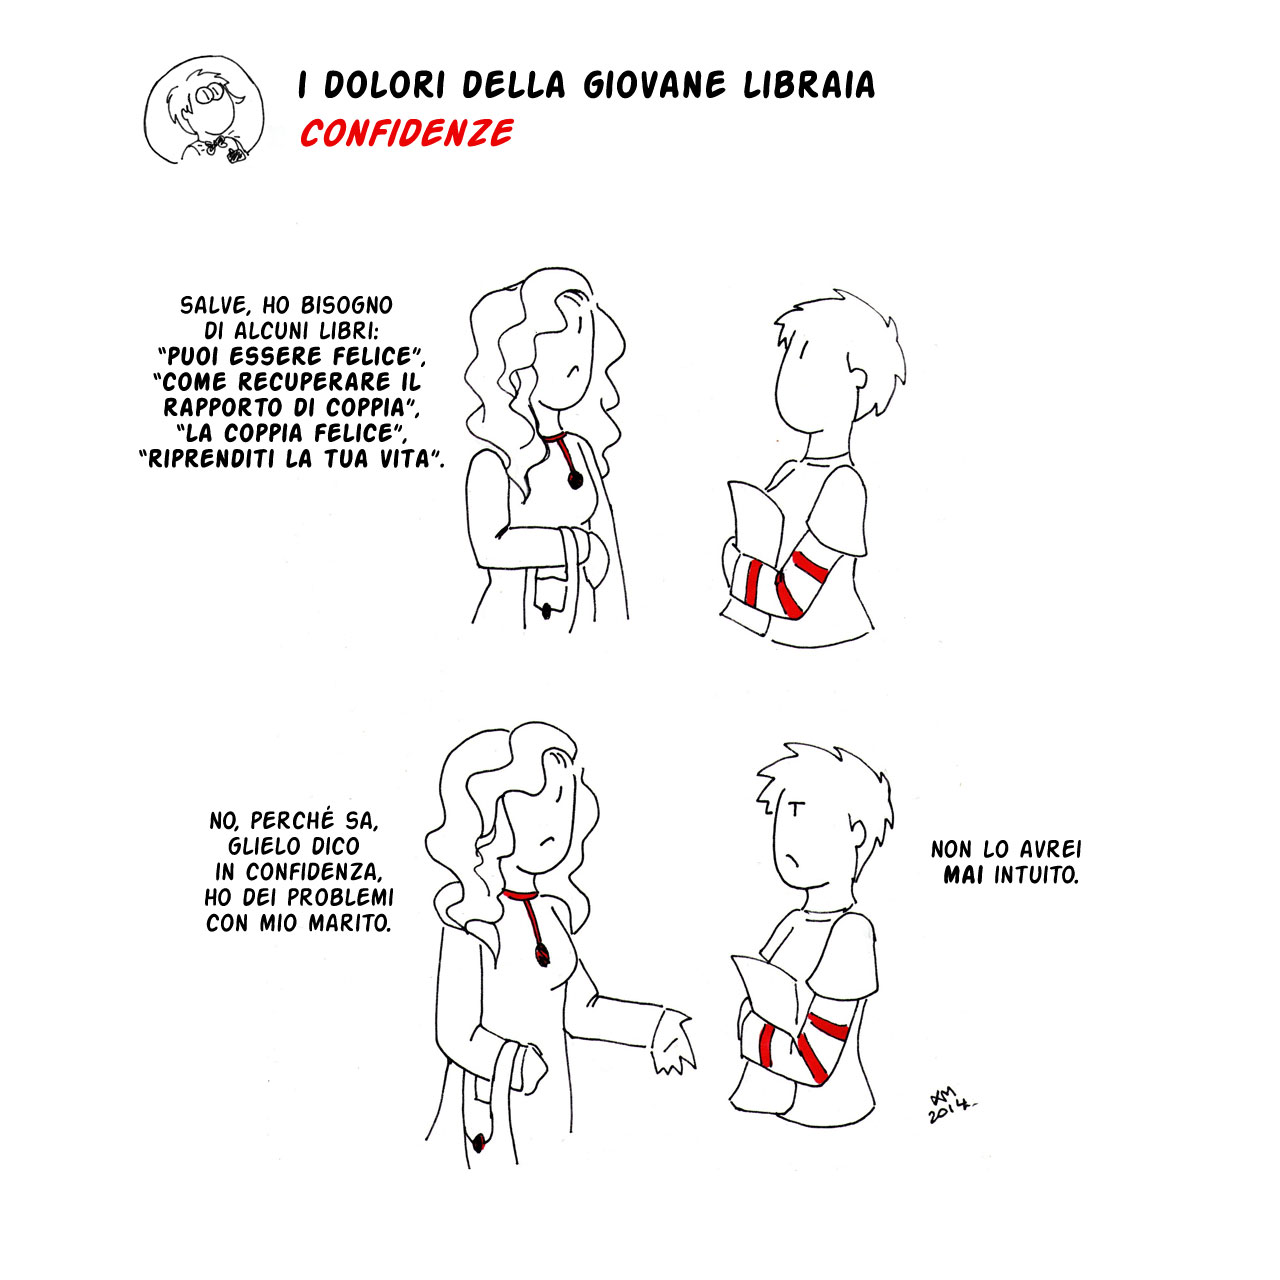 I DOLORI DELLA GIOVANE LIBRAIA
CONFIDENZE
SALVE, HO BISOGNO
DI ALCUNI LIBRI:
"PUOI ESSERE FELICE",
"COME RECUPERARE IL
RAPPORTO DI COPPIA",
"LA COPPIA FELICE",
"RIPRENDITI LA TUA VITA".
NO, PERCHÉ SA,
GLIELO DICO
IN CONFIDENZA,
HO DEI PROBLEMI
CON MIO MARITO.
NON LO AVREI
MAI INTUITO.
2014